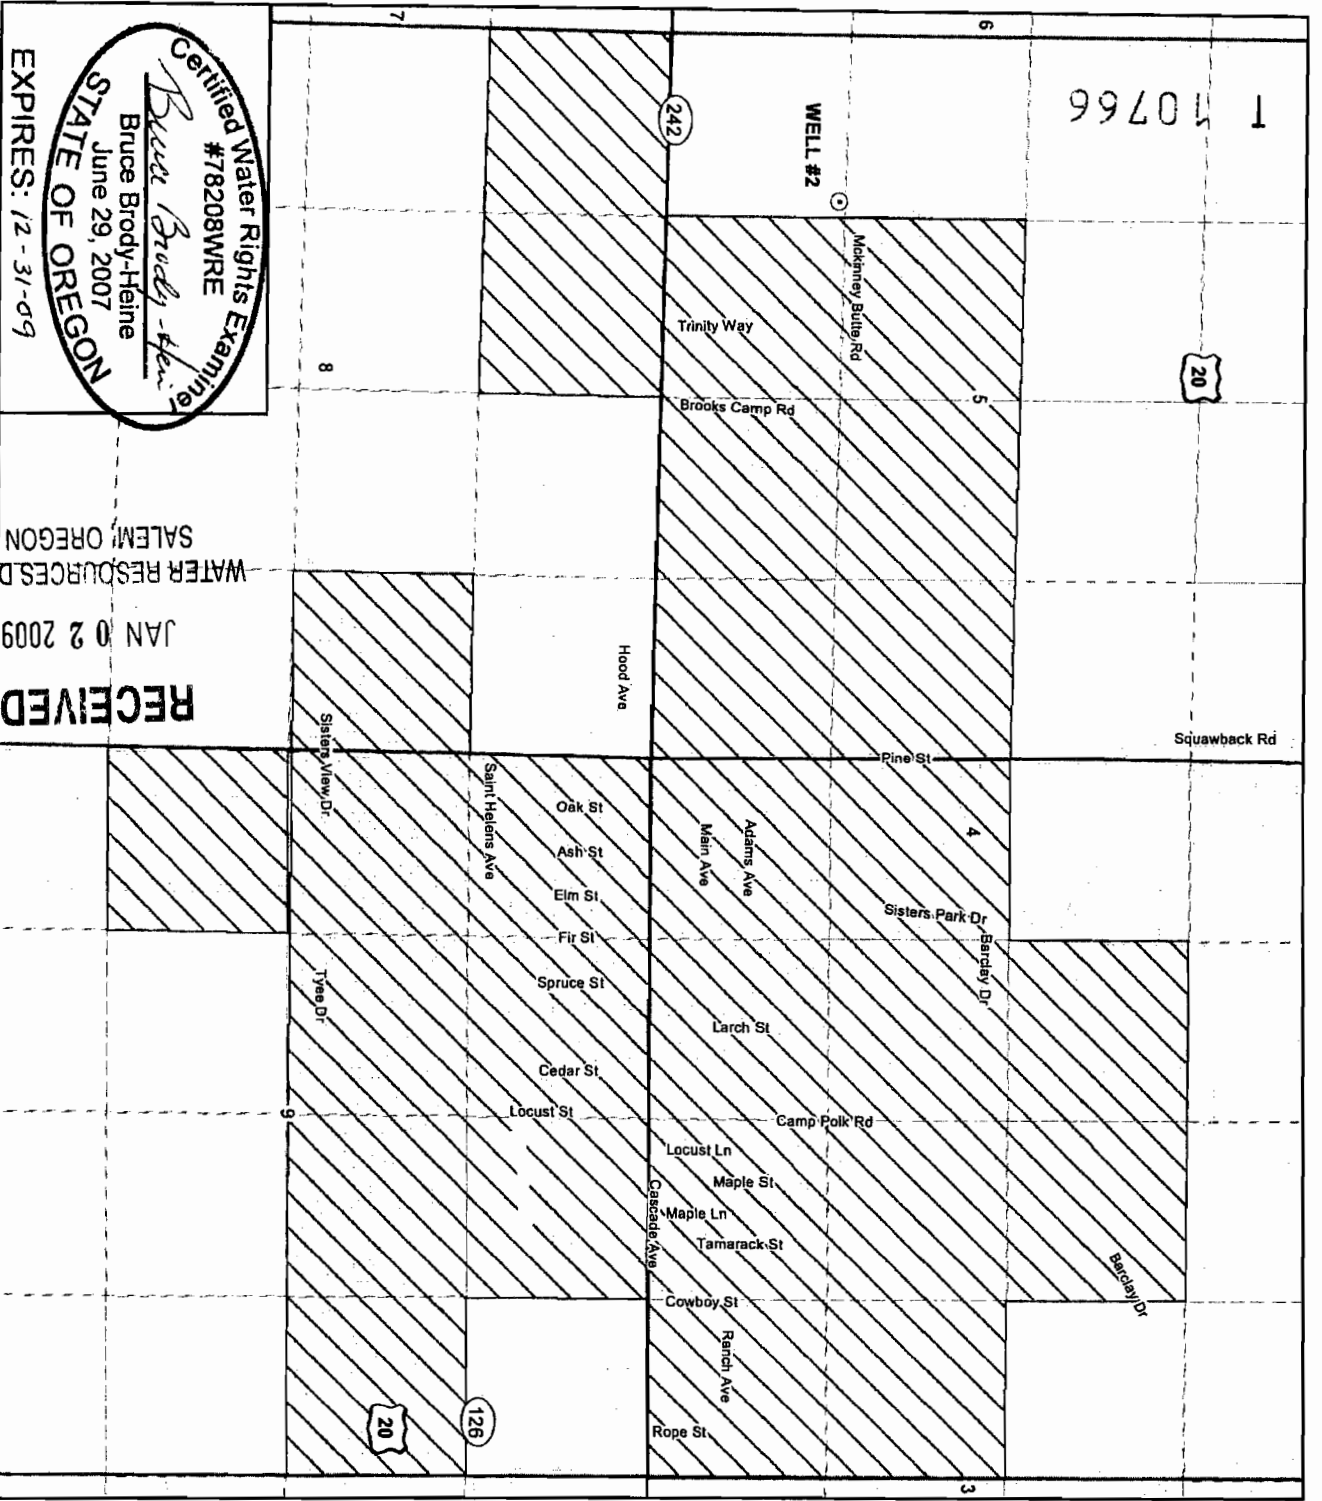 T 10766
6
7
242
WELL #2
Mckinney Butte Rd
Trinity Way
Brooks Camp Rd
5
20
8
Certified Water Rights Examiner
#78208WRE
Bruce Brody-Heine
Bruce Brody-Heine
June 29, 2007
STATE OF OREGON
EXPIRES: 12-31-09
RECEIVED
JAN 02 2009
WATER RESOURCES D
SALEM, OREGON
Hood Ave
Squawback Rd
Pine St
Sisters View Dr
Saint Helens Ave
Oak St
Ash St
Elm St
Fir St
Spruce St
Cedar St
Locust St
Tyee Dr
9
Main Ave
Adams Ave
4
Sisters Park Dr
Barclay Dr
Larch St
Camp Polk Rd
Locust Ln
Maple St
Maple Ln
Tamarack St
Cascade Ave
Cowboy St
Ranch Ave
Rope St
Barclay Dr
126
20
3